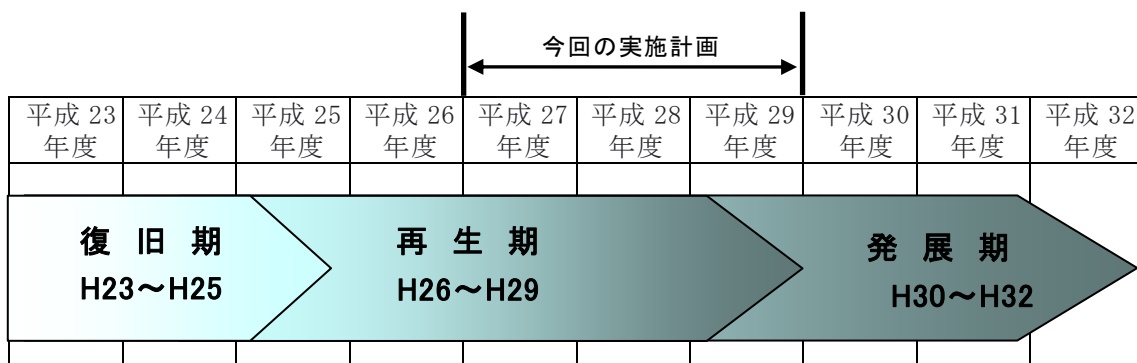 今回の実施計画
平成 23 年度
平成 24 年度
平成 25 年度
平成 26 年度
平成 27 年度
平成 28 年度
平成 29 年度
平成 30 年度
平成 31 年度
平成 32 年度
復 旧 期
H23~H25
再 生 期
H26~H29
発 展 期
H30~H32